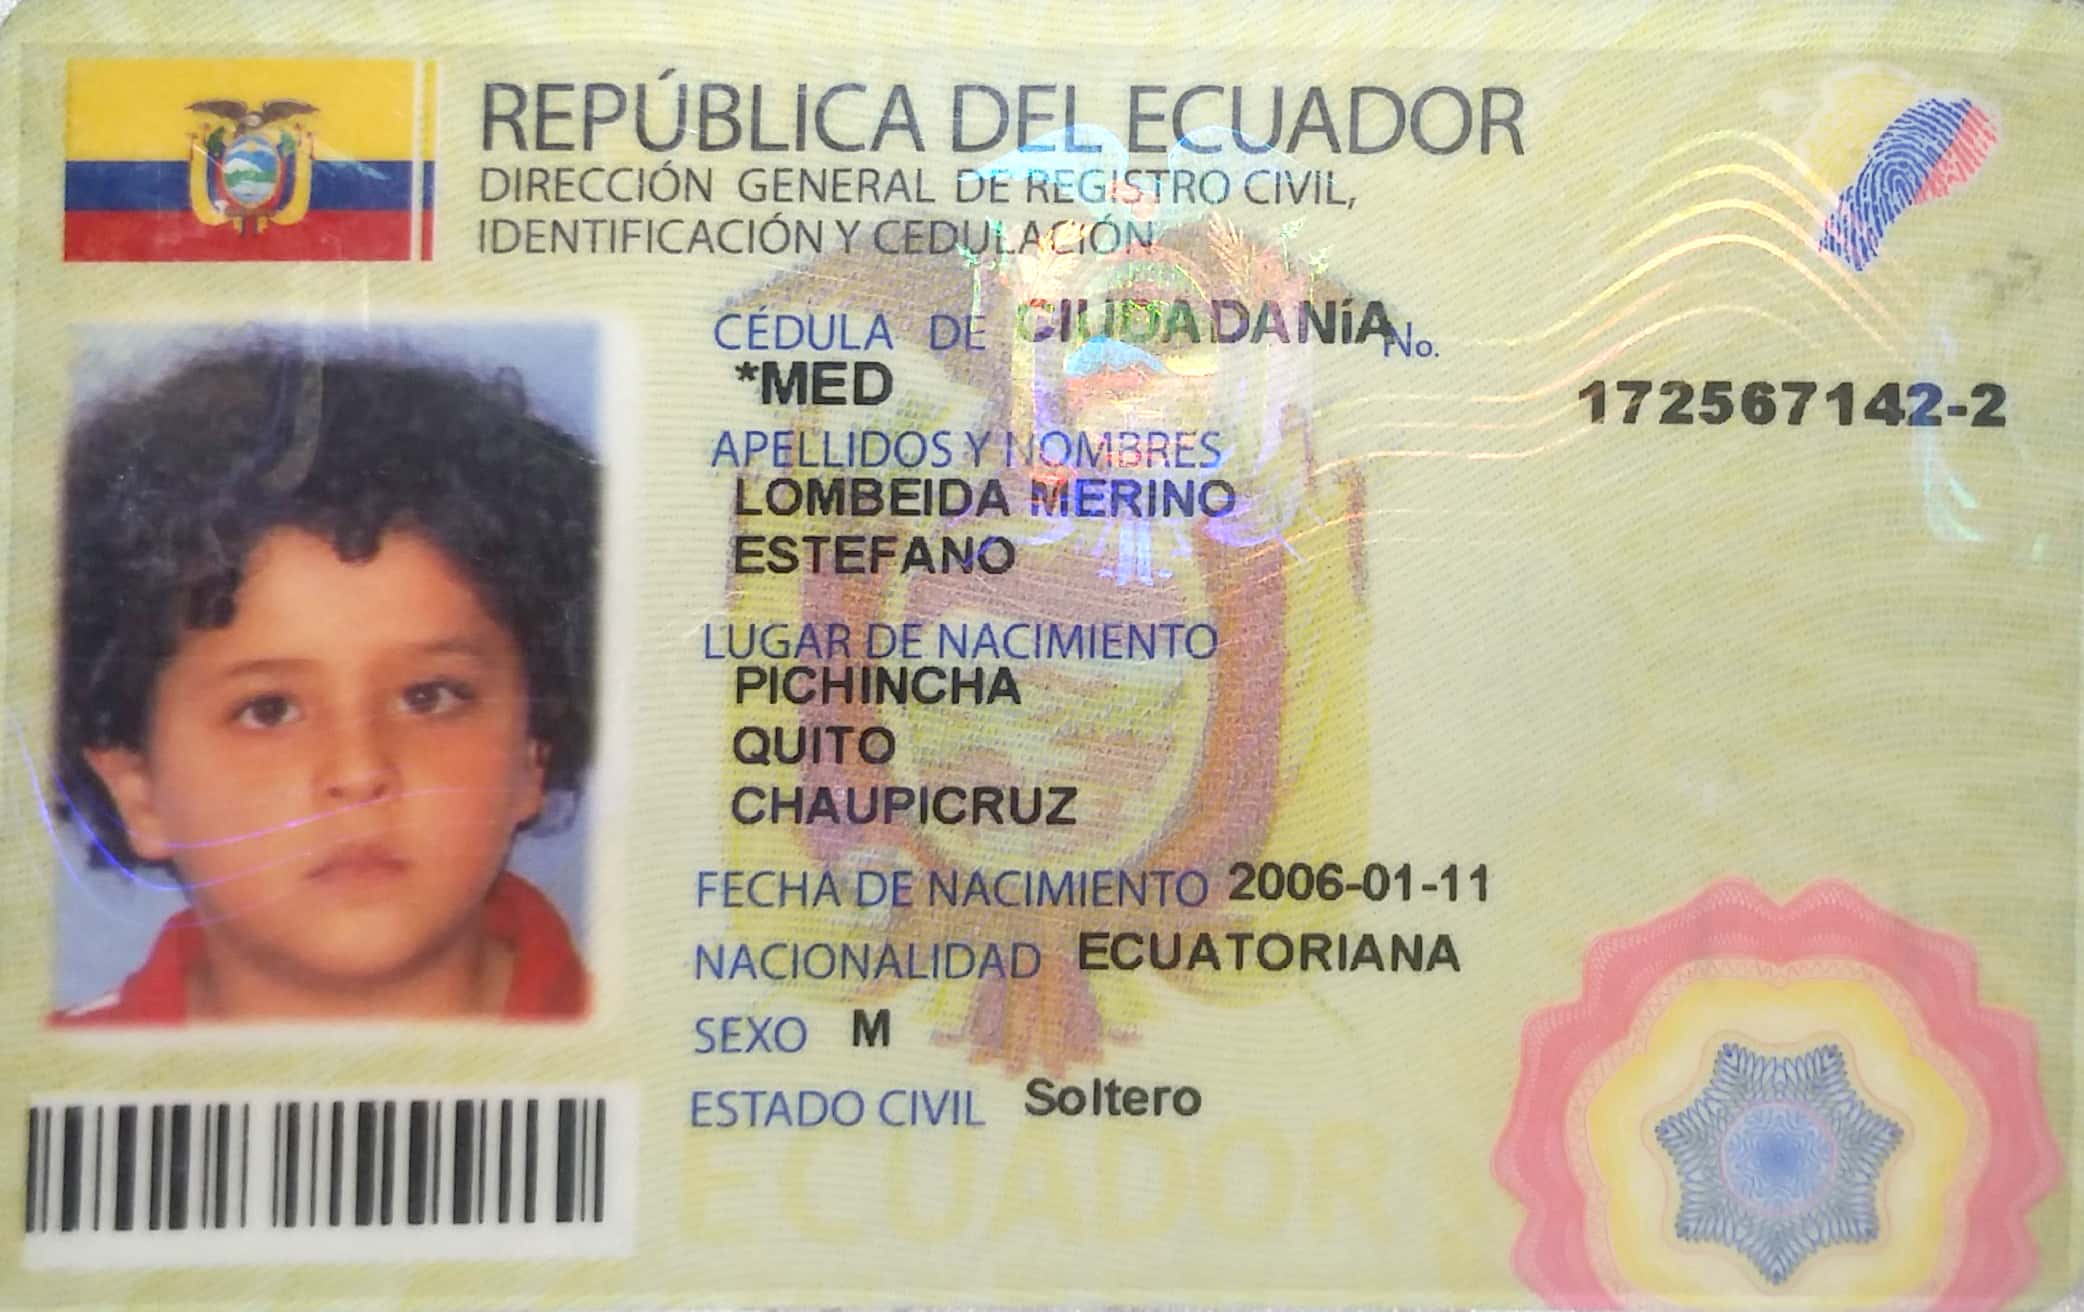 REPÚBLICA DEL ECUADOR
DIRECCIÓN GENERAL DE REGISTRO CIVIL,
IDENTIFICACIÓN Y CEDULACIÓN
CÉDULA DE CIUDADANíA No.
*MED
172567142-2
APELLIDOS Y NOMBRES
LOMBEIDA MERINO
ESTEFANO
LUGAR DE NACIMIENTO
PICHINCHA
QUITO
CHAUPICRUZ
FECHA DE NACIMIENTO 2006-01-11
NACIONALIDAD ECUATORIANA
SEXO M
ESTADO CIVIL Soltero
ECUADOR